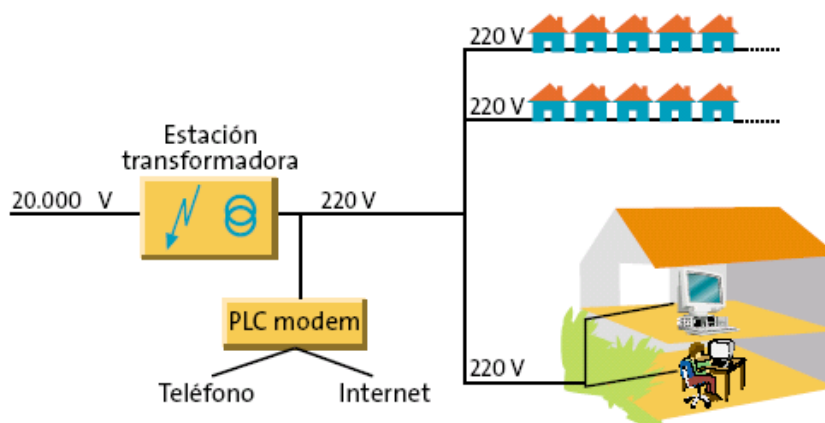 220 V
220 V
Estación
transformadora
20.000 V
220 V
PLC modem
Teléfono
Internet
220 V